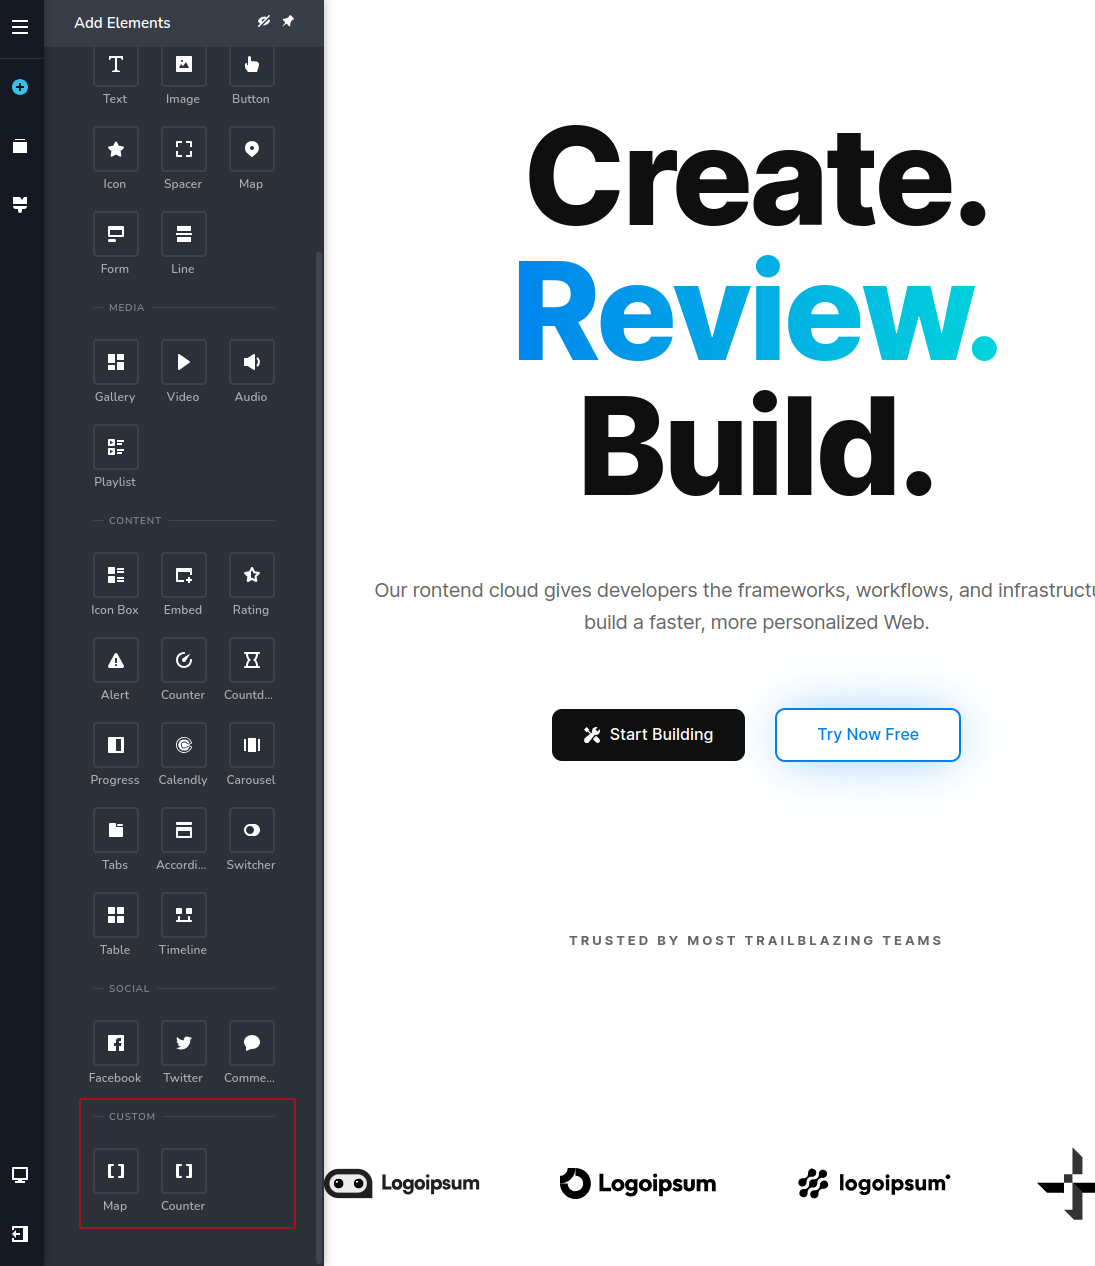 Add Elements
Text Image Button
Icon Spacer Map
Form Line
MEDIA
Gallery Video Audio
Playlist
CONTENT
Icon Box Embed Rating
Alert Counter Countd...
Progress Calendly Carousel
Tabs Accordi... Switcher
Table Timeline
SOCIAL
Facebook Twitter Comme...
CUSTOM
Map Counter
Create.
Review.
Build.
Our rontend cloud gives developers the frameworks, workflows, and infrastructu
build a faster, more personalized Web.
Start Building Try Now Free
TRUSTED BY MOST TRAILBLAZING TEAMS
Logoipsum Logoipsum logoipsum